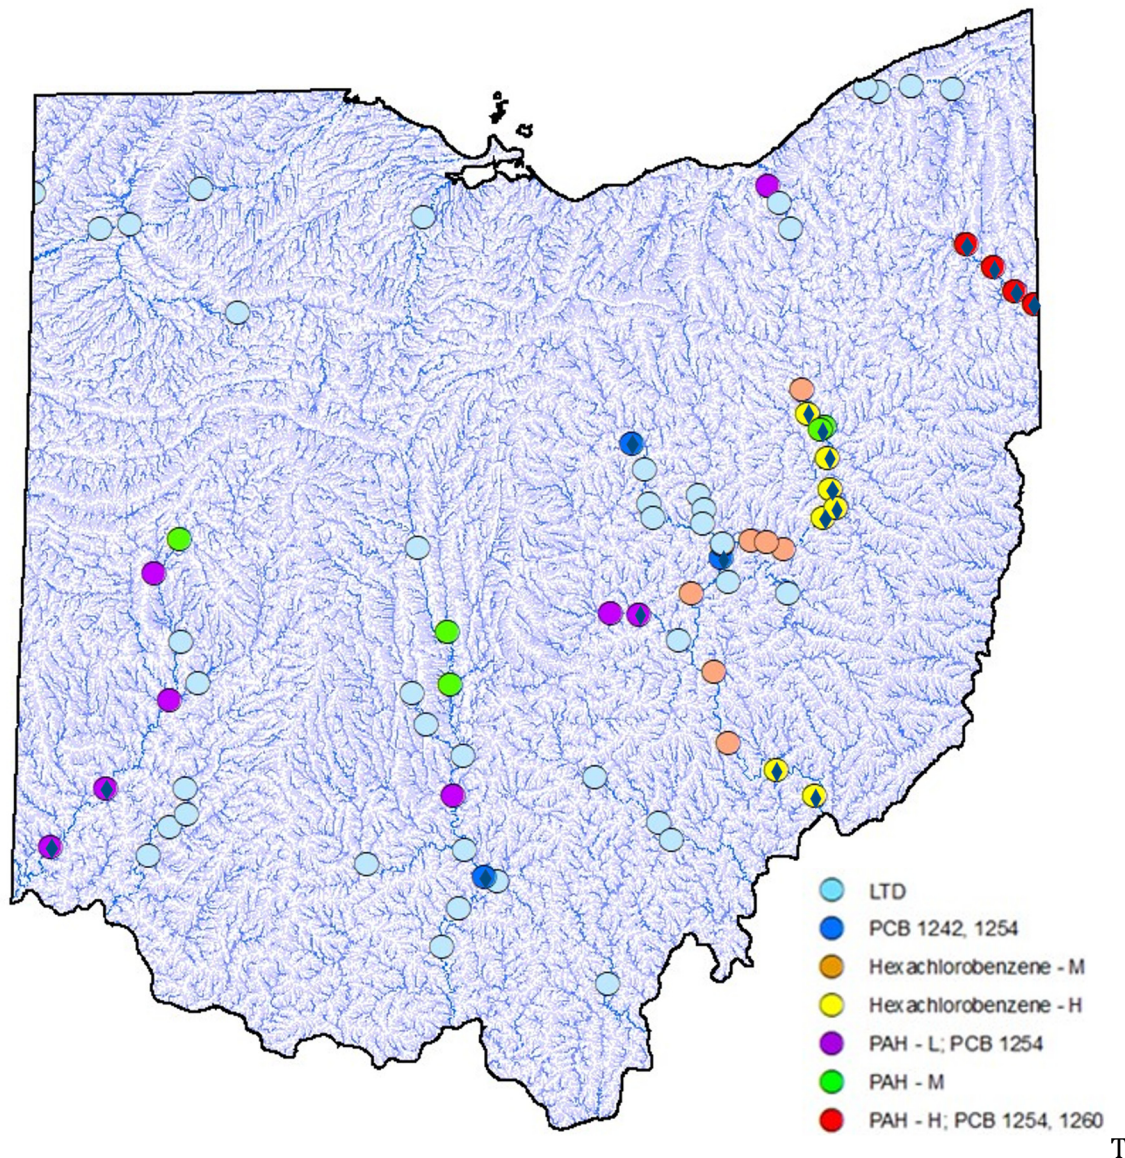 LTD
PCB 1242, 1254
Hexachlorobenzene - M
Hexachlorobenzene - H
PAH - L; PCB 1254
PAH - M
PAH - H; PCB 1254, 1260
T